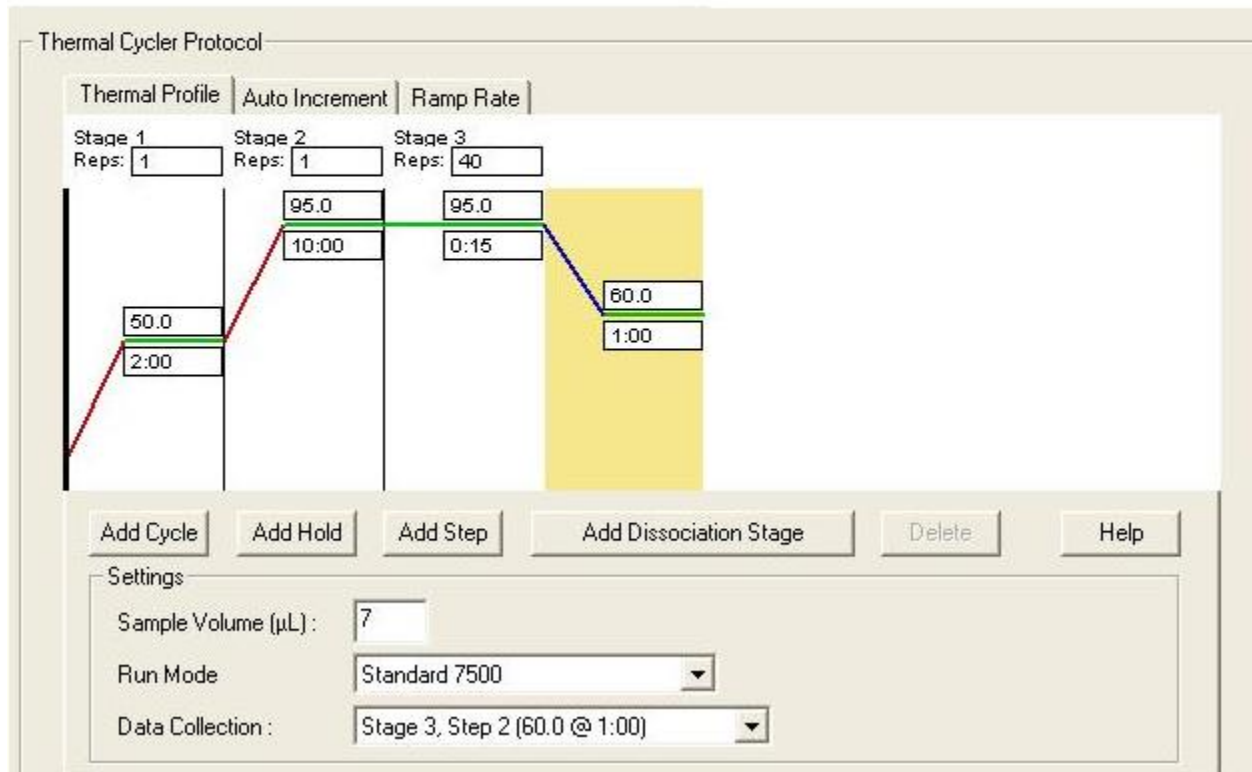 Thermal Cycler Protocol
Thermal Profile Auto Increment Ramp Rate
Stage 1 Stage 2 Stage 3
Reps: 1 Reps: 1 Reps: 40
95.0 95.0
10:00 0:15
60.0
50.0 1:00
2:00
Add Cycle Add Hold Add Step Add Dissociation Stage Delete Help
Settings
Sample Volume (µL) : 7
Run Mode Standard 7500
Data Collection : Stage 3, Step 2 (60.0 @ 1:00)